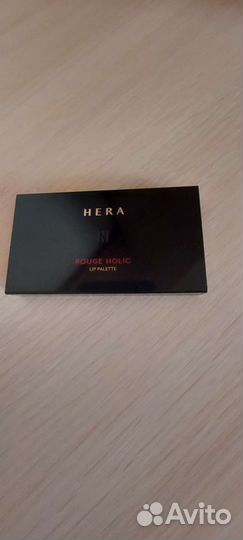 HERA
ROUGE HOLIC
LIP PALETTE
Avito